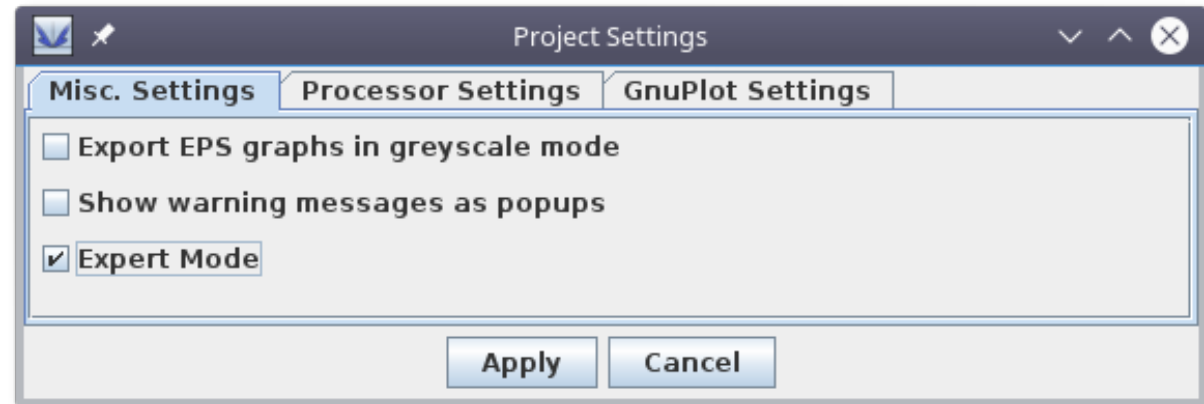 Project Settings
Misc. Settings Processor Settings GnuPlot Settings
Export EPS graphs in greyscale mode
Show warning messages as popups
Expert Mode
Apply Cancel